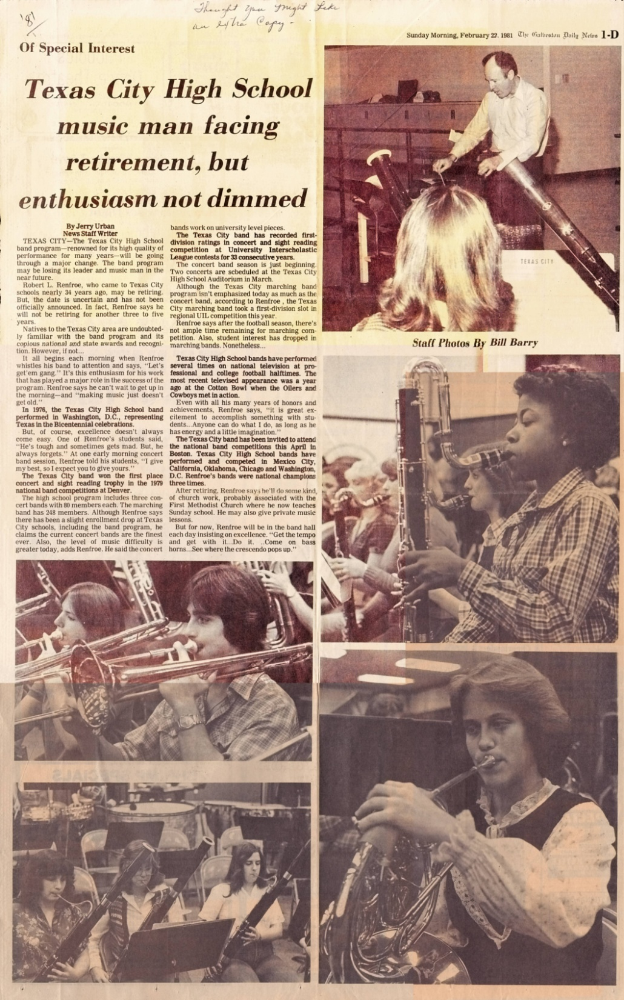 '81
Thought you might Like
an extra Copy-
Sunday Morning, February 22. 1981 The Galveston Daily News 1-D
Of Special Interest
Texas City High School
music man facing
retirement, but
enthusiasm not dimmed
By Jerry Urban
News Staff Writer
TEXAS CITY—The Texas City High School
band program—renowned for its high quality of
performance for many years—will be going
through a major change. The band program
may be losing its leader and music man in the
near future.
Robert L. Renfroe, who came to Texas City
schools nearly 34 years ago, may be retiring.
But, the date is uncertain and has not been
officially announced. In fact, Renfroe says he
will not be retiring for another three to five
years.
Natives to the Texas City area are undoubted-
ly familiar with the band program and its
copious national and state awards and recogni-
tion. However, if not...
It all begins each morning when Renfroe
whistles his band to attention and says, "Let's
get'em gang." It's this enthusiasm for his work
that has played a major role in the success of the
program. Renfroe says he can't wait to get up in
the morning—and "making music just doesn't
get old."
In 1976, the Texas City High School band
performed in Washington, D.C., representing
Texas in the Bicentennial celebrations.
But, of course, excellence doesn't always
come easy. One of Renfroe's students said,
"He's tough and sometimes gets mad. But, he
always forgets." At one early morning concert
band session, Renfroe told his students, "I give
my best, so I expect you to give yours."
The Texas City band won the first place
concert and sight reading trophy in the 1979
national band competitions at Denver.
The high school program includes three con-
cert bands with 80 members each. The marching
band has 248 members. Although Renfroe says
there has been a slight enrollment drop at Texas
City schools, including the band program, he
claims the current concert bands are the finest
ever. Also, the level of music difficulty is
greater today, adds Renfroe. He said the concert
bands work on university level pieces.
The Texas City band has recorded first-
division ratings in concert and sight reading
competition at University Interscholastic
League contests for 33 consecutive years.
The concert band season is just beginning.
Two concerts are scbeduled at the Texas City
High School Auditorium in March.
Although the Texas City marching band
program isn't emphasized today as much as the
concert band, according to Renfroe , the Texas
City marching band took a first-division slot in
regional UIL competition this year.
Renfroe says after the football season, there's
not ample time remaining for marching com-
petition. Also, student interest has dropped in
marching bands. Nonetheless...
Texas City High School bands have performed
several times on national television at pro-
fessional and college football halftimes. The
most recent televised appearance was a year
ago at the Cotton Bowl when the Oilers and
Cowboys met in action.
Even with all his many years of honors and
achievements, Renfroe says, "it is great ex-
citement to accomplish something with stu-
dents...Anyone can do what I do, as long as he
has energy and a little imagination."
The Texas City band has been invited to attend
the national band competitions this April in
Boston. Texas City High School bands have
performed and competed in Mexico City,
California, Oklahoma, Chicago and Washington,
D.C. Renfroe's bands were national champions
three times.
After retiring, Renfroe says he'll do some kind,
of church work, probably associated with the
First Methodist Church where he now teaches
Sunday school. He may also give private music
lessons.
But for now, Renfroe will be in the band hall
each day insisting on excellence. "Get the tempo
and get with it...Do it. ..Come on bass
horns...See where the crescendo pops up."
TEXAS CITY
Staff Photos By Bill Barry